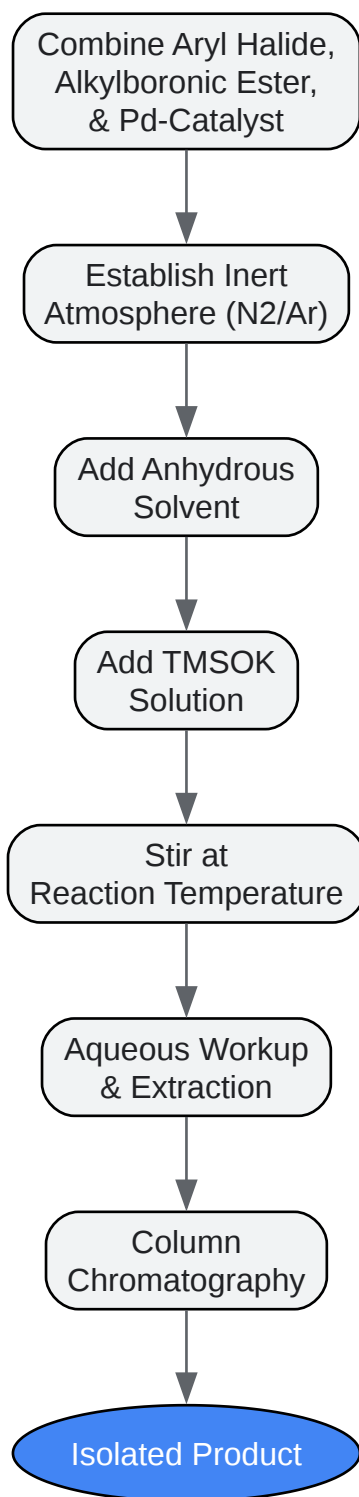 Combine Aryl Halide,
Alkylboronic Ester,
& Pd-Catalyst
Establish Inert
Atmosphere (N2/Ar)
Add Anhydrous
Solvent
Add TMSOK
Solution
Stir at
Reaction Temperature
Aqueous Workup
& Extraction
Column
Chromatography
Isolated Product